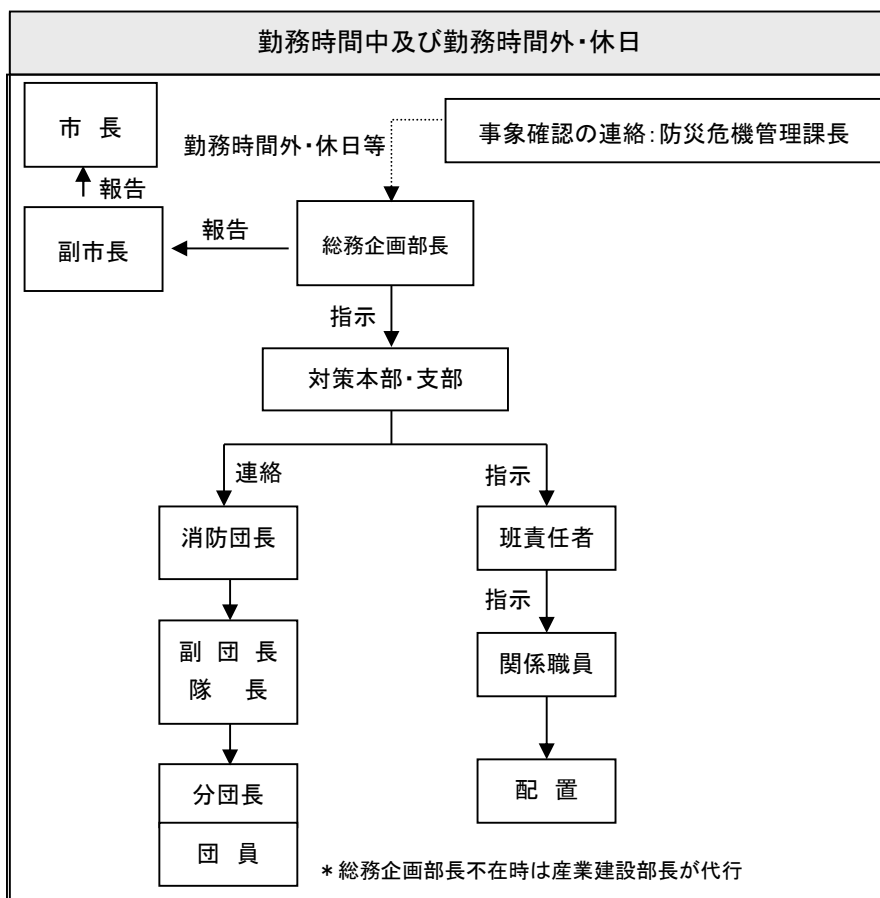 勤務時間中及び勤務時間外・休日
市 長
事象確認の連絡：防災危機管理課長
勤務時間外・休日等
報告
副市長
報告
総務企画部長
指示
対策本部・支部
連絡
指示
消防団長
班責任者
指示
副 団 長
隊 長
関係職員
分団長
配 置
団 員
＊総務企画部長不在時は産業建設部長が代行